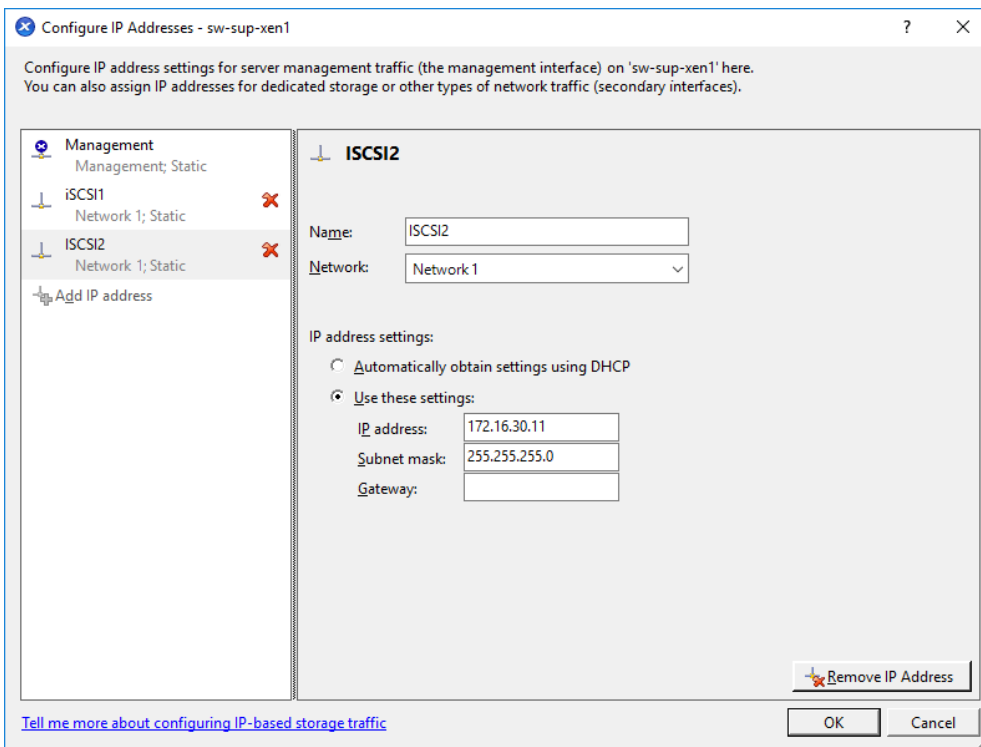 Configure IP Addresses - sw-sup-xen1
Configure IP address settings for server management traffic (the management interface) on 'sw-sup-xen1' here.
You can also assign IP addresses for dedicated storage or other types of network traffic (secondary interfaces).
Management
Management; Static
iSCSI1
Network 1; Static
ISCSI2
Network 1; Static
Add IP address
ISCSI2
Name: ISCSI2
Network: Network 1
IP address settings:
Automatically obtain settings using DHCP
Use these settings:
IP address: 172.16.30.11
Subnet mask: 255.255.255.0
Gateway:
Remove IP Address
Tell me more about configuring IP-based storage traffic
OK Cancel